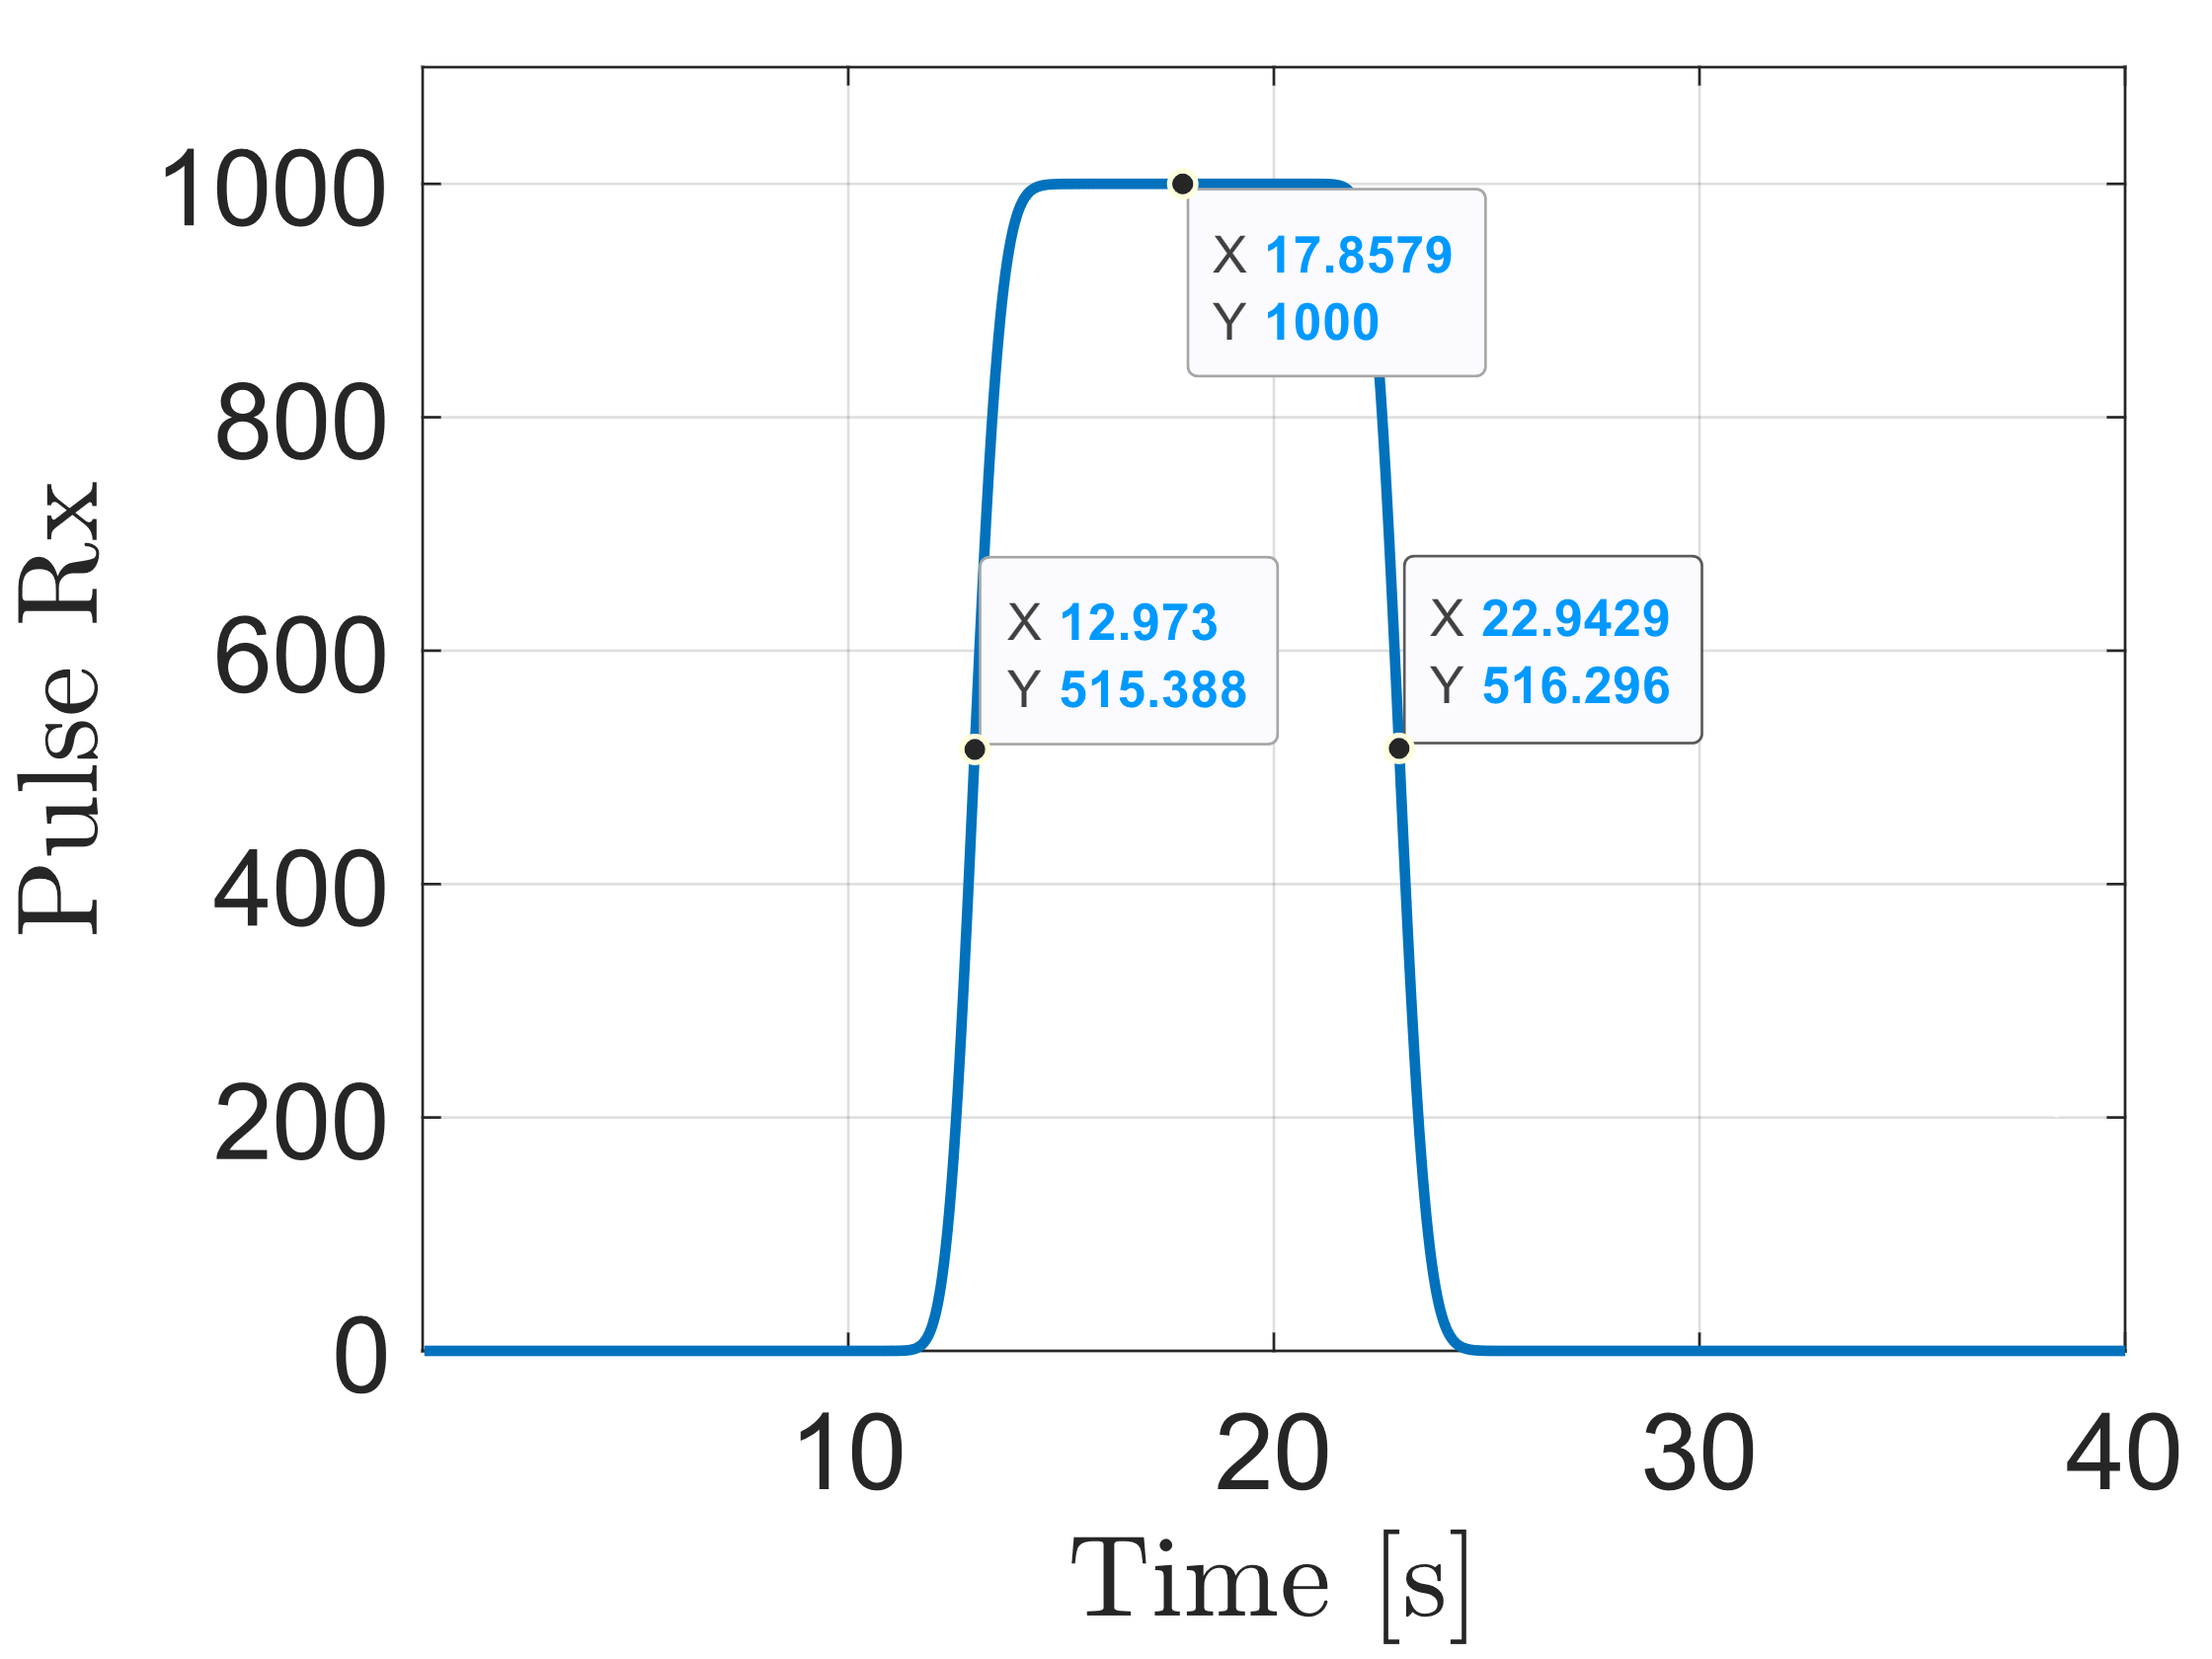 1000
800
600
400
200
0
Pulse Rx
X 17.8579
Y 1000
X 12.973
Y 515.388
X 22.9429
Y 516.296
10 20 30 40
Time [s]